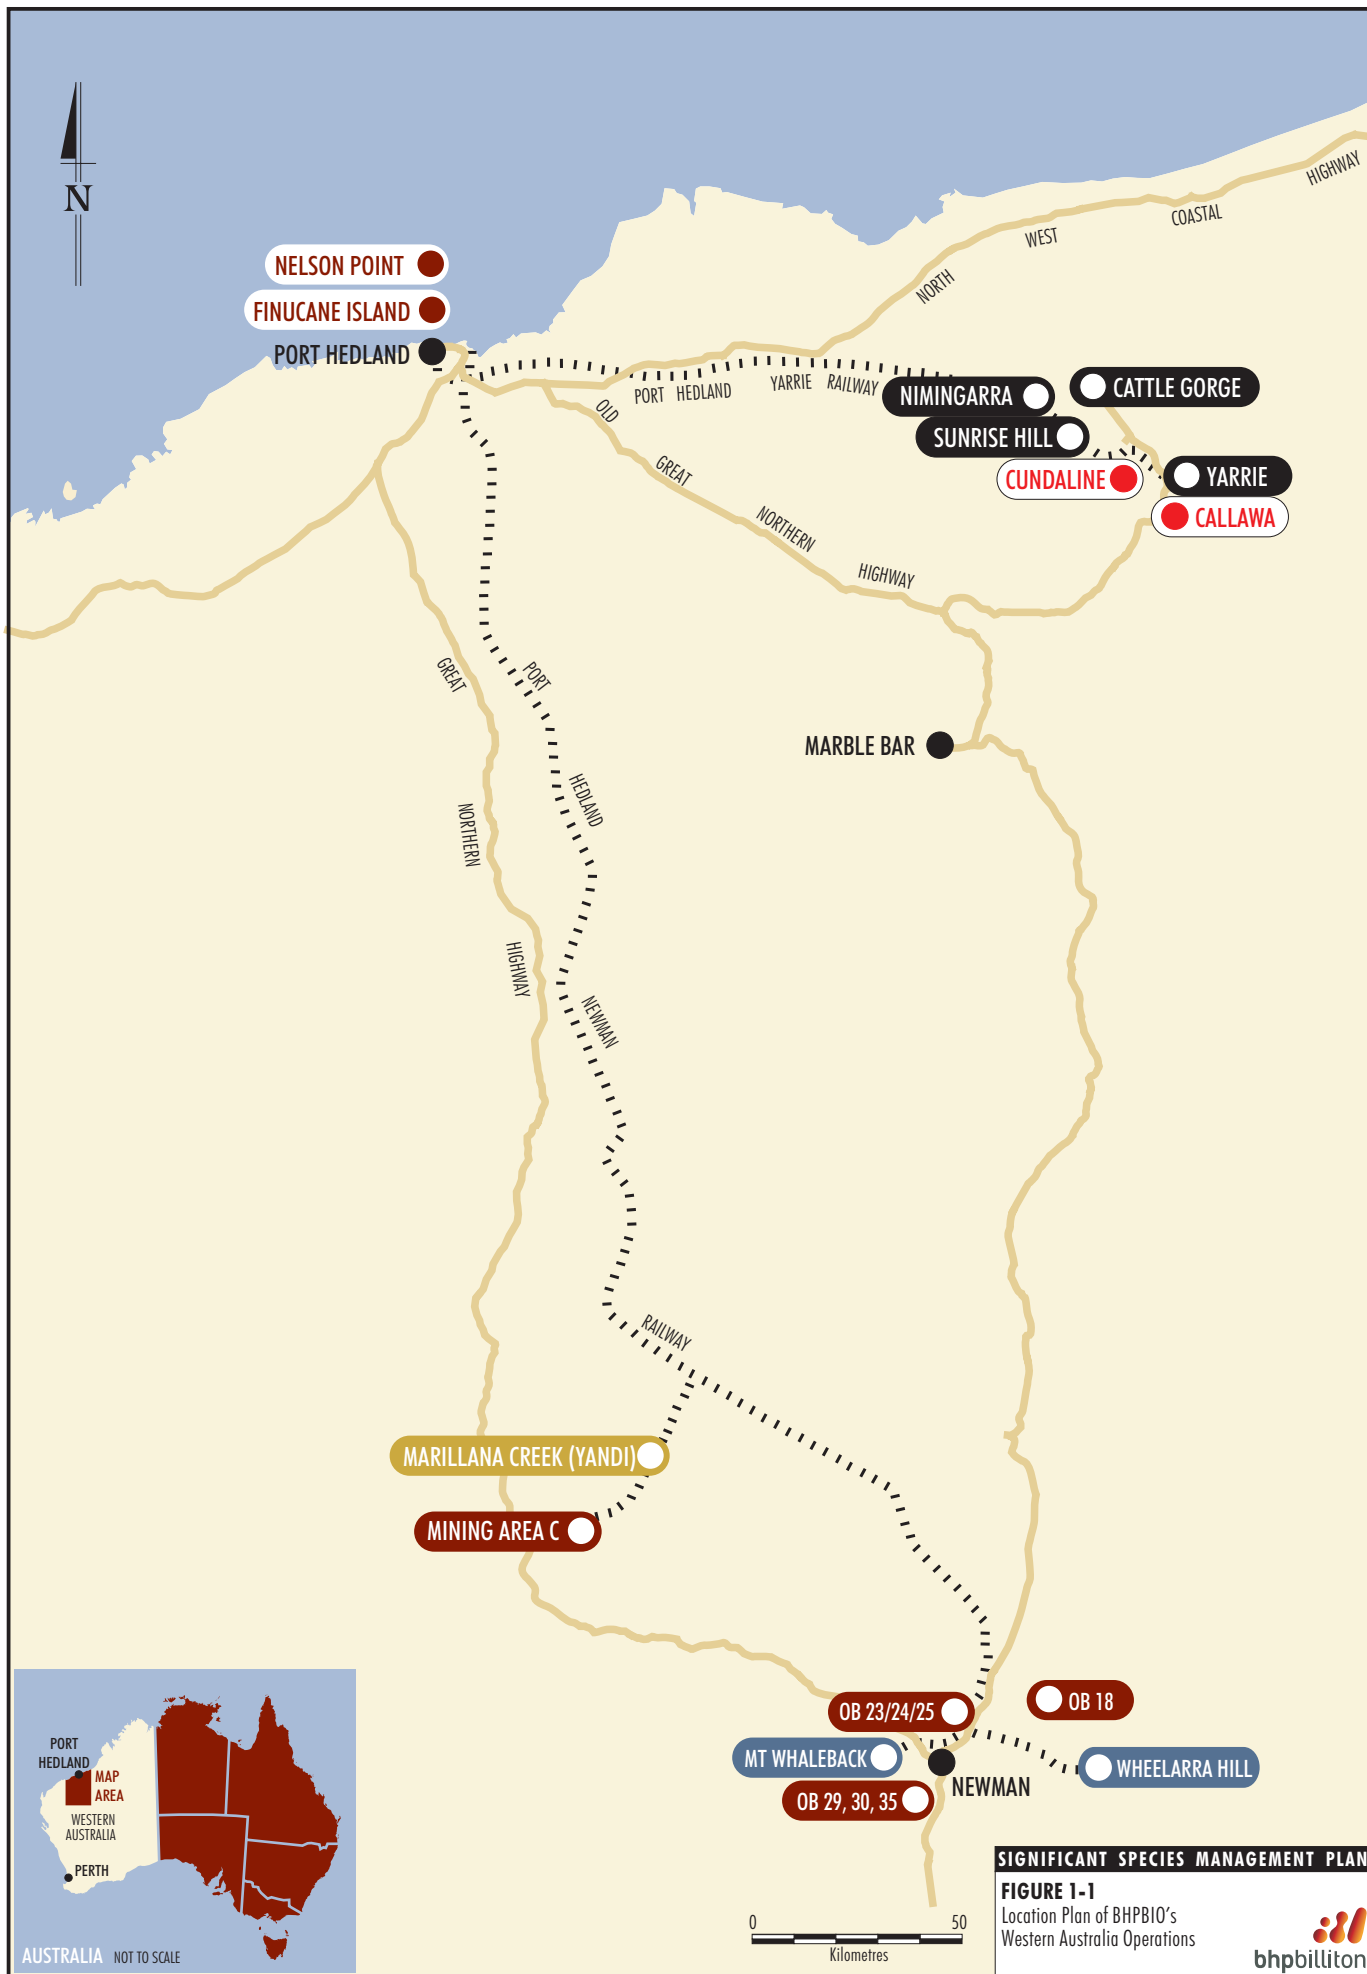 N
HIGHWAY
COASTAL
WEST
NORTH
NELSON POINT
FINUCANE ISLAND
PORT HEDLAND
PORT HEDLAND YARRIE RAILWAY
NIMINGARRA
CATTLE GORGE
SUNRISE HILL
CUNDALINE
YARRIE
CALLAWA
OLD
GREAT
NORTHERN
HIGHWAY
GREAT
NORTHERN
HIGHWAY
PORT
HEDLAND
NEWMAN
RAILWAY
MARBLE BAR
MARILLANA CREEK (YANDI)
MINING AREA C
OB 23/24/25
OB 18
MT WHALEBACK
WHEELARRA HILL
NEWMAN
OB 29, 30, 35
PORT
HEDLAND
MAP
AREA
WESTERN
AUSTRALIA
PERTH
AUSTRALIA NOT TO SCALE
0 50
Kilometres
SIGNIFICANT SPECIES MANAGEMENT PLAN
FIGURE 1-1
Location Plan of BHPBIO's
Western Australia Operations
bhpbilliton